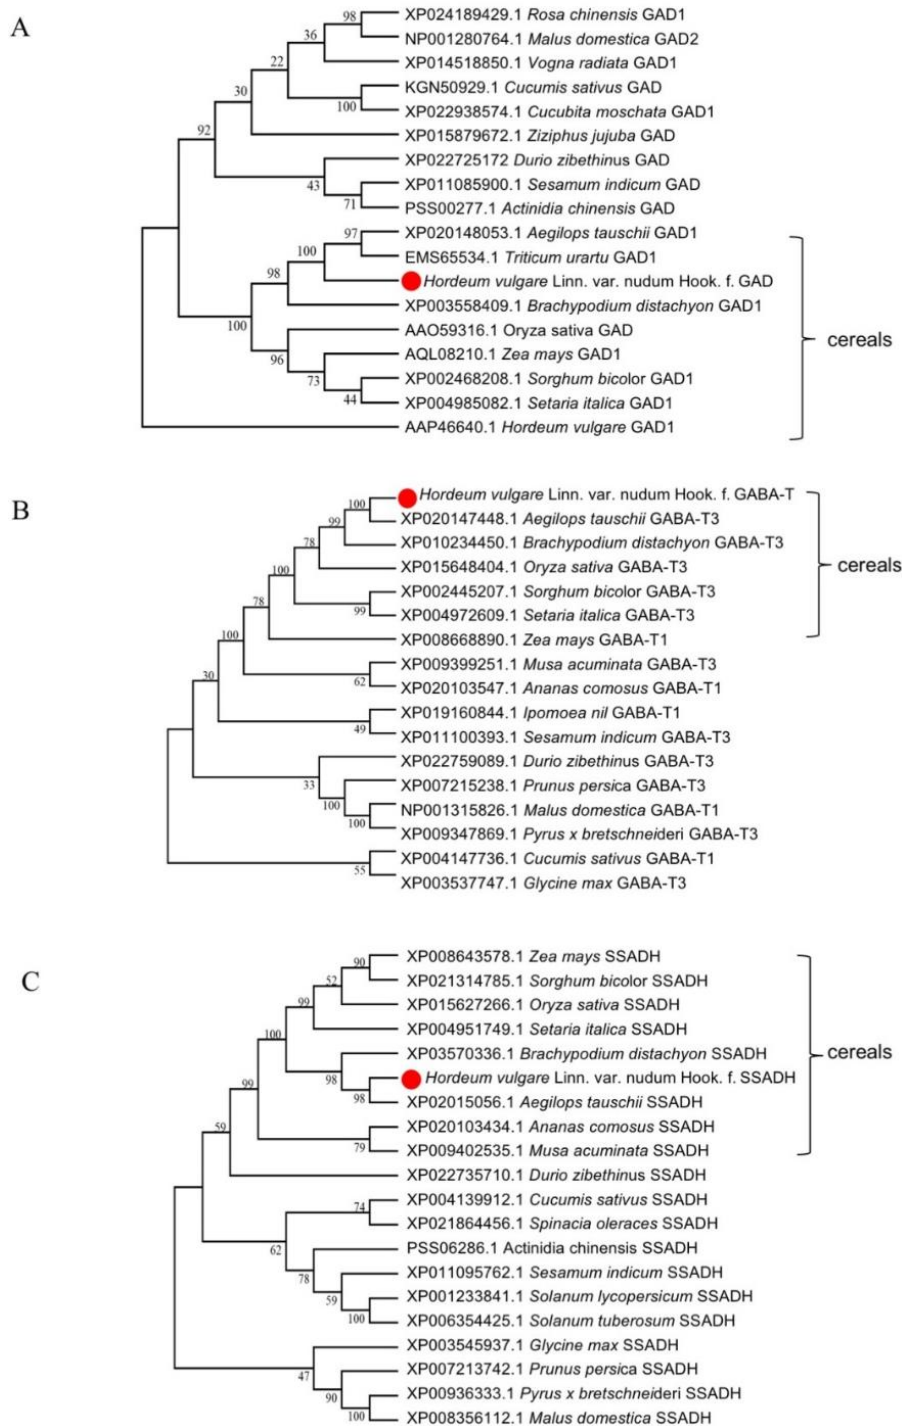 A
98 XP024189429.1 Rosa chinensis GAD1
36 NP001280764.1 Malus domestica GAD2
22 XP014518850.1 Vogna radiata GAD1
KGN50929.1 Cucumis sativus GAD
30 100 XP022938574.1 Cucubita moschata GAD1
92 XP015879672.1 Ziziphus jujuba GAD
XP022725172 Durio zibethinus GAD
43 XP011085900.1 Sesamum indicum GAD
71 PSS00277.1 Actinidia chinensis GAD
97 XP020148053.1 Aegilops tauschii GAD1
100 EMS65534.1 Triticum urartu GAD1
98 Hordeum vulgare Linn. var. nudum Hook. f. GAD
XP003558409.1 Brachypodium distachyon GAD1
100 AAO59316.1 Oryza sativa GAD
cereals
96 AQL08210.1 Zea mays GAD1
73 XP002468208.1 Sorghum bicolor GAD1
44 XP004985082.1 Setaria italica GAD1
AAP46640.1 Hordeum vulgare GAD1
B
100 Hordeum vulgare Linn. var. nudum Hook. f. GABA-T
99 XP020147448.1 Aegilops tauschii GABA-T3
78 XP010234450.1 Brachypodium distachyon GABA-T3
100 XP015648404.1 Oryza sativa GABA-T3
cereals
78 XP002445207.1 Sorghum bicolor GABA-T3
99 XP004972609.1 Setaria italica GABA-T3
100 XP008668890.1 Zea mays GABA-T1
30 XP009399251.1 Musa acuminata GABA-T3
62 XP020103547.1 Ananas comosus GABA-T1
XP019160844.1 Ipomoea nil GABA-T1
49 XP011100393.1 Sesamum indicum GABA-T3
XP022759089.1 Durio zibethinus GABA-T3
33 XP007215238.1 Prunus persica GABA-T3
100 NP001315826.1 Malus domestica GABA-T1
100 XP009347869.1 Pyrus x bretschneideri GABA-T3
XP004147736.1 Cucumis sativus GABA-T1
55 XP003537747.1 Glycine max GABA-T3
C
90 XP008643578.1 Zea mays SSADH
52 XP021314785.1 Sorghum bicolor SSADH
99 XP015627266.1 Oryza sativa SSADH
100 XP004951749.1 Setaria italica SSADH
XP03570336.1 Brachypodium distachyon SSADH
cereals
99 98 Hordeum vulgare Linn. var. nudum Hook. f. SSADH
98 XP02015056.1 Aegilops tauschii SSADH
59 XP020103434.1 Ananas comosus SSADH
79 XP009402535.1 Musa acuminata SSADH
XP022735710.1 Durio zibethinus SSADH
74 XP004139912.1 Cucumis sativus SSADH
XP021864456.1 Spinacia oleraces SSADH
62 PSS06286.1 Actinidia chinensis SSADH
78 XP011095762.1 Sesamum indicum SSADH
59 XP001233841.1 Solanum lycopersicum SSADH
100 XP006354425.1 Solanum tuberosum SSADH
XP003545937.1 Glycine max SSADH
47 XP007213742.1 Prunus persica SSADH
90 XP00936333.1 Pyrus x bretschneideri SSADH
100 XP008356112.1 Malus domestica SSADH